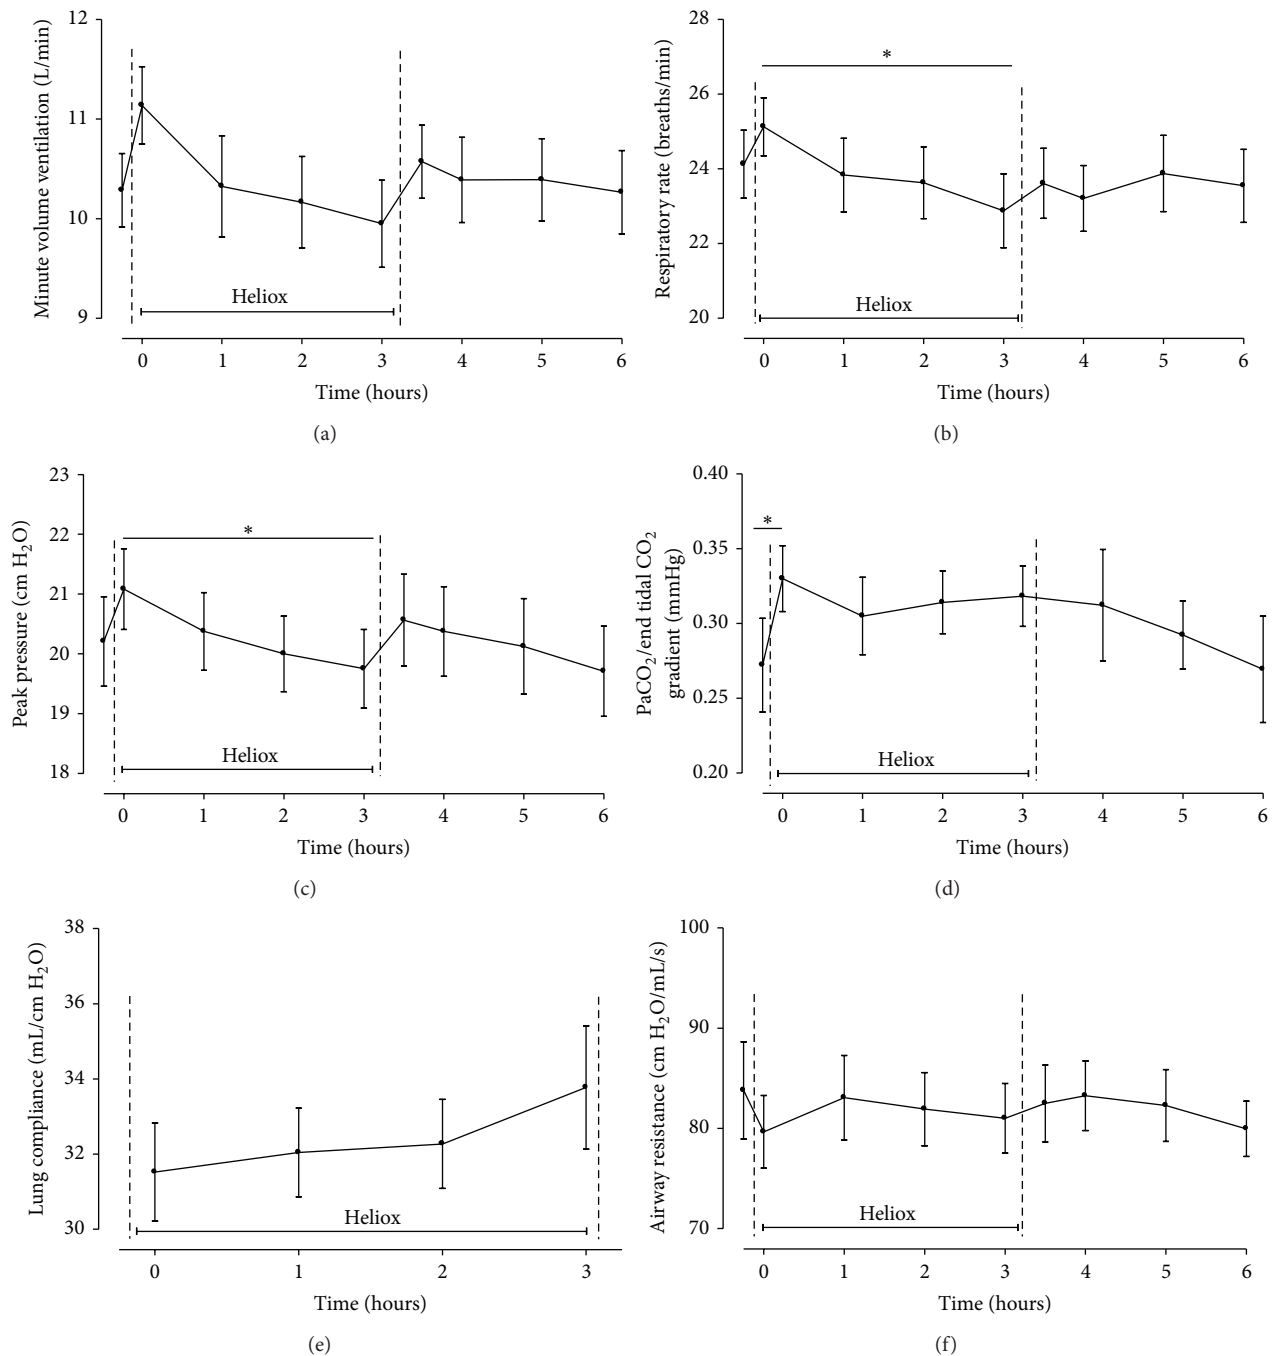 Minute volume ventilation (L/min)
12
11
10
9
Heliox
0 1 2 3 4 5 6
Time (hours)
(a)
Respiratory rate (breaths/min)
28
26
24
22
20
*
Heliox
0 1 2 3 4 5 6
Time (hours)
(b)
Peak pressure (cm H₂O)
23
22
21
20
19
18
*
Heliox
0 1 2 3 4 5 6
Time (hours)
(c)
PaCO₂/end tidal CO₂
gradient (mmHg)
0.40
0.35
0.30
0.25
0.20
*
Heliox
0 1 2 3 4 5 6
Time (hours)
(d)
Lung compliance (mL/cm H₂O)
38
36
34
32
30
Heliox
0 1 2 3
Time (hours)
(e)
Airway resistance (cm H₂O/mL/s)
100
90
80
70
Heliox
0 1 2 3 4 5 6
Time (hours)
(f)